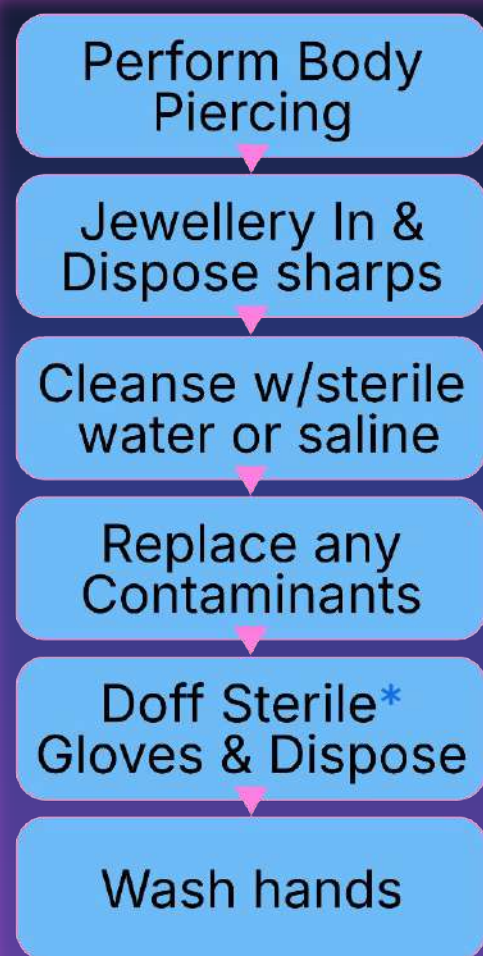 Perform Body
Piercing
Jewellery In &
Dispose sharps
Cleanse w/sterile
water or saline
Replace any
Contaminants
Doff Sterile*
Gloves & Dispose
Wash hands